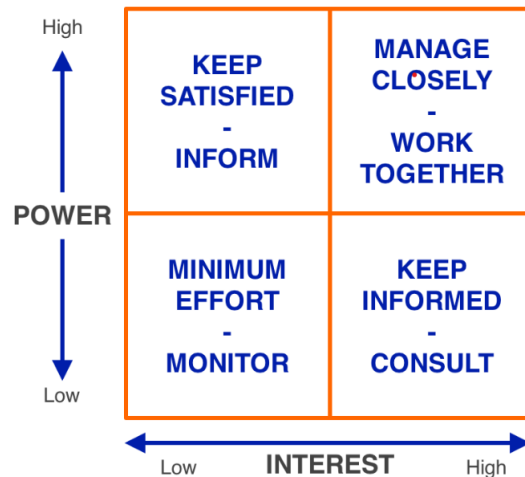 High
KEEP
SATISFIED
-
INFORM
MANAGE
CLOSELY
-
WORK
TOGETHER
POWER
MINIMUM
EFFORT
-
MONITOR
KEEP
INFORMED
-
CONSULT
Low
Low INTEREST High